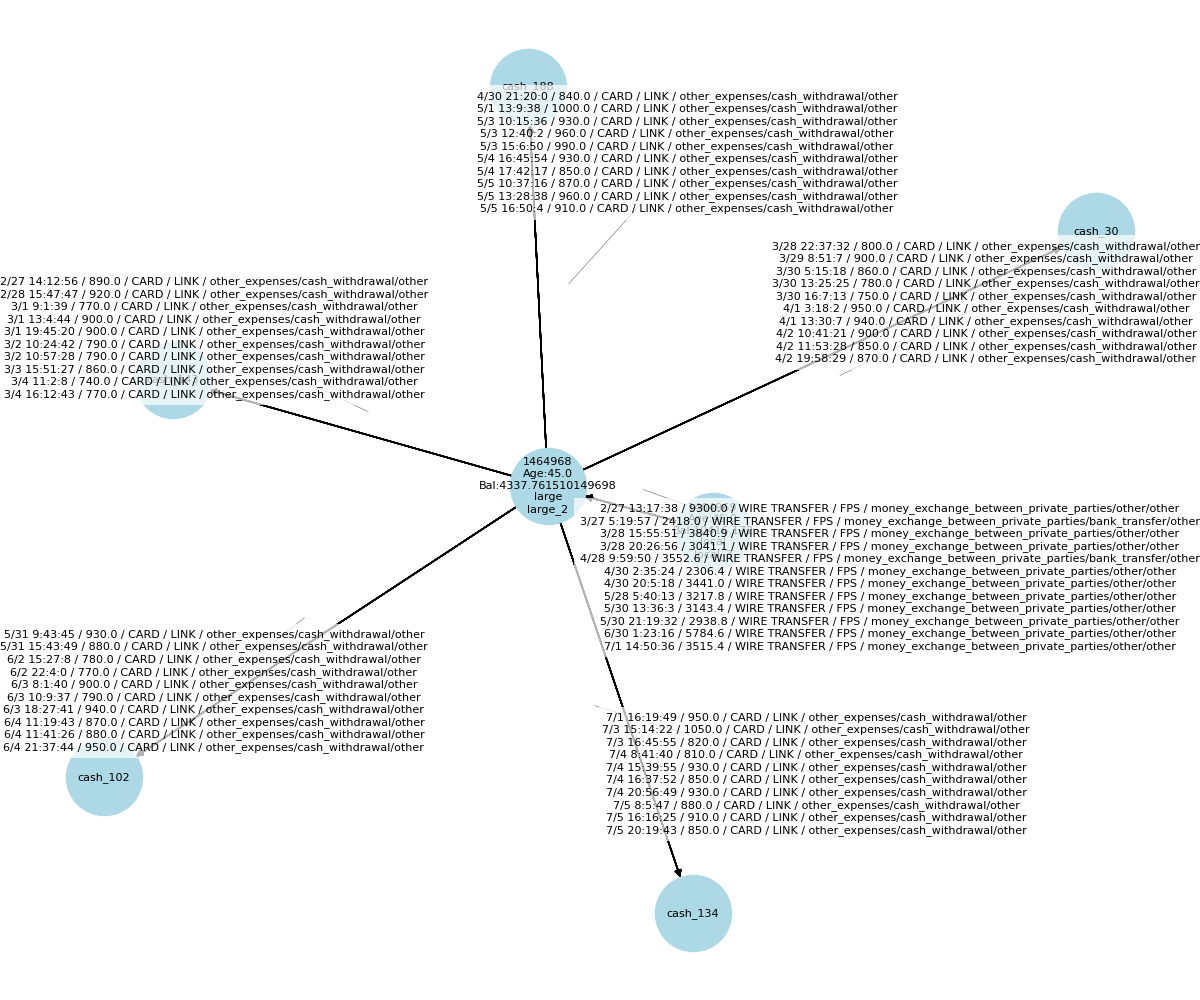 cash_188
4/30 21:20:0 / 840.0 / CARD / LINK / other_expenses/cash_withdrawal/other
5/1 13:9:38 / 1000.0 / CARD / LINK / other_expenses/cash_withdrawal/other
5/3 10:15:36 / 930.0 / CARD / LINK / other_expenses/cash_withdrawal/other
5/3 12:40:2 / 960.0 / CARD / LINK / other_expenses/cash_withdrawal/other
5/3 15:6:50 / 990.0 / CARD / LINK / other_expenses/cash_withdrawal/other
5/4 16:45:54 / 930.0 / CARD / LINK / other_expenses/cash_withdrawal/other
5/4 17:42:17 / 850.0 / CARD / LINK / other_expenses/cash_withdrawal/other
5/5 10:37:16 / 870.0 / CARD / LINK / other_expenses/cash_withdrawal/other
5/5 13:28:38 / 960.0 / CARD / LINK / other_expenses/cash_withdrawal/other
5/5 16:50:4 / 910.0 / CARD / LINK / other_expenses/cash_withdrawal/other
cash_30
3/28 22:37:32 / 800.0 / CARD / LINK / other_expenses/cash_withdrawal/other
3/29 8:51:7 / 900.0 / CARD / LINK / other_expenses/cash_withdrawal/other
3/30 5:15:18 / 860.0 / CARD / LINK / other_expenses/cash_withdrawal/other
3/30 13:25:25 / 780.0 / CARD / LINK / other_expenses/cash_withdrawal/other
3/30 16:7:13 / 750.0 / CARD / LINK / other_expenses/cash_withdrawal/other
4/1 3:18:2 / 950.0 / CARD / LINK / other_expenses/cash_withdrawal/other
4/1 13:30:7 / 940.0 / CARD / LINK / other_expenses/cash_withdrawal/other
4/2 10:41:21 / 900.0 / CARD / LINK / other_expenses/cash_withdrawal/other
4/2 11:53:28 / 850.0 / CARD / LINK / other_expenses/cash_withdrawal/other
4/2 19:58:29 / 870.0 / CARD / LINK / other_expenses/cash_withdrawal/other
2/27 14:12:56 / 890.0 / CARD / LINK / other_expenses/cash_withdrawal/other
2/28 15:47:47 / 920.0 / CARD / LINK / other_expenses/cash_withdrawal/other
3/1 9:1:39 / 770.0 / CARD / LINK / other_expenses/cash_withdrawal/other
3/1 13:4:44 / 900.0 / CARD / LINK / other_expenses/cash_withdrawal/other
3/1 19:45:20 / 900.0 / CARD / LINK / other_expenses/cash_withdrawal/other
3/2 10:24:42 / 790.0 / CARD / LINK / other_expenses/cash_withdrawal/other
3/2 10:57:28 / 790.0 / CARD / LINK / other_expenses/cash_withdrawal/other
3/3 15:51:27 / 860.0 / CARD / LINK / other_expenses/cash_withdrawal/other
3/4 11:2:8 / 740.0 / CARD / LINK / other_expenses/cash_withdrawal/other
3/4 16:12:43 / 770.0 / CARD / LINK / other_expenses/cash_withdrawal/other
1464968
Age:45.0
Bal:4337.761510149698
large
large_2
2/27 13:17:38 / 9300.0 / WIRE TRANSFER / FPS / money_exchange_between_private_parties/other/other
3/27 5:19:57 / 2418.0 / WIRE TRANSFER / FPS / money_exchange_between_private_parties/bank_transfer/other
3/28 15:55:51 / 3840.9 / WIRE TRANSFER / FPS / money_exchange_between_private_parties/other/other
3/28 20:26:56 / 3041.1 / WIRE TRANSFER / FPS / money_exchange_between_private_parties/other/other
4/28 9:59:50 / 3552.6 / WIRE TRANSFER / FPS / money_exchange_between_private_parties/bank_transfer/other
4/30 2:35:24 / 2306.4 / WIRE TRANSFER / FPS / money_exchange_between_private_parties/other/other
4/30 20:5:18 / 3441.0 / WIRE TRANSFER / FPS / money_exchange_between_private_parties/other/other
5/28 5:40:13 / 3217.8 / WIRE TRANSFER / FPS / money_exchange_between_private_parties/other/other
5/30 13:36:3 / 3143.4 / WIRE TRANSFER / FPS / money_exchange_between_private_parties/other/other
5/30 21:19:32 / 2938.8 / WIRE TRANSFER / FPS / money_exchange_between_private_parties/other/other
6/30 1:23:16 / 5784.6 / WIRE TRANSFER / FPS / money_exchange_between_private_parties/other/other
7/1 14:50:36 / 3515.4 / WIRE TRANSFER / FPS / money_exchange_between_private_parties/other/other
5/31 9:43:45 / 930.0 / CARD / LINK / other_expenses/cash_withdrawal/other
5/31 15:43:49 / 880.0 / CARD / LINK / other_expenses/cash_withdrawal/other
6/2 15:27:8 / 780.0 / CARD / LINK / other_expenses/cash_withdrawal/other
6/2 22:4:0 / 770.0 / CARD / LINK / other_expenses/cash_withdrawal/other
6/3 8:1:40 / 900.0 / CARD / LINK / other_expenses/cash_withdrawal/other
6/3 10:9:37 / 790.0 / CARD / LINK / other_expenses/cash_withdrawal/other
6/3 18:27:41 / 940.0 / CARD / LINK / other_expenses/cash_withdrawal/other
6/4 11:19:43 / 870.0 / CARD / LINK / other_expenses/cash_withdrawal/other
6/4 11:41:26 / 880.0 / CARD / LINK / other_expenses/cash_withdrawal/other
6/4 21:37:44 / 950.0 / CARD / LINK / other_expenses/cash_withdrawal/other
cash_102
7/1 16:19:49 / 950.0 / CARD / LINK / other_expenses/cash_withdrawal/other
7/3 15:14:22 / 1050.0 / CARD / LINK / other_expenses/cash_withdrawal/other
7/3 16:45:55 / 820.0 / CARD / LINK / other_expenses/cash_withdrawal/other
7/4 8:41:40 / 810.0 / CARD / LINK / other_expenses/cash_withdrawal/other
7/4 15:39:55 / 930.0 / CARD / LINK / other_expenses/cash_withdrawal/other
7/4 16:37:52 / 850.0 / CARD / LINK / other_expenses/cash_withdrawal/other
7/4 20:56:49 / 930.0 / CARD / LINK / other_expenses/cash_withdrawal/other
7/5 8:5:47 / 880.0 / CARD / LINK / other_expenses/cash_withdrawal/other
7/5 16:16:25 / 910.0 / CARD / LINK / other_expenses/cash_withdrawal/other
7/5 20:19:43 / 850.0 / CARD / LINK / other_expenses/cash_withdrawal/other
cash_134